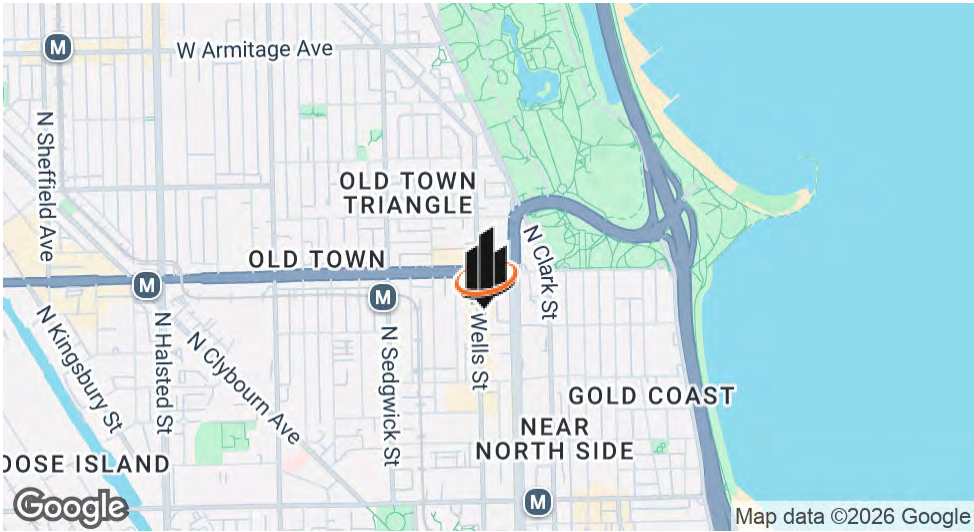 M
W Armitage Ave
N Sheffield Ave
OLD TOWN
TRIANGLE
OLD TOWN
N Clark St
M
M
N Kingsbury St
N Halsted St
N Clybourn Ave
N Sedgwick St
Wells St
GOLD COAST
NEAR
NORTH SIDE
OOSE ISLAND
M
Google
Map data ©2026 Google